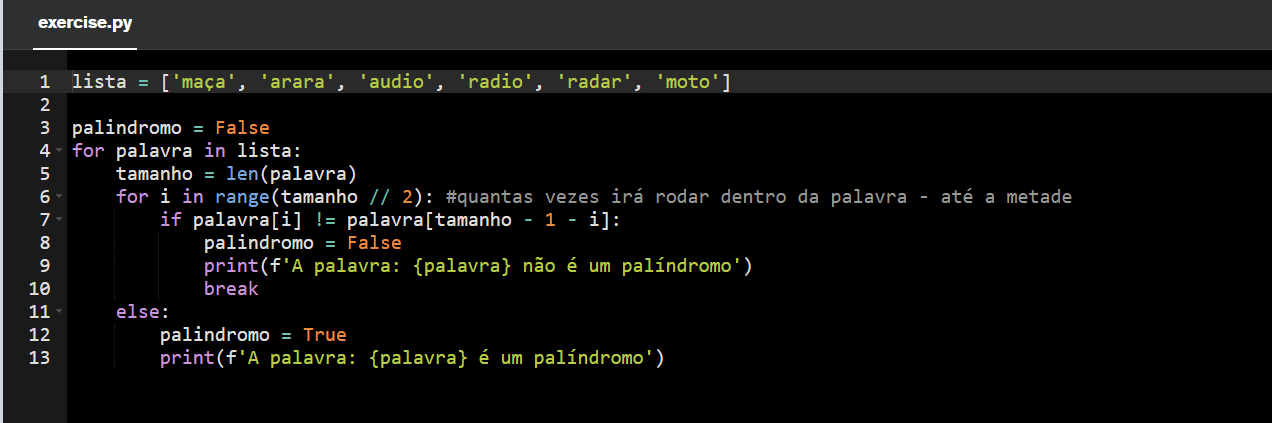 exercise.py
1 lista = ['maça', 'arara', 'audio', 'radio', 'radar', 'moto']
2
3 palindromo = False
4 for palavra in lista:
5     tamanho = len(palavra)
6     for i in range(tamanho // 2): #quantas vezes irá rodar dentro da palavra - até a metade
7         if palavra[i] != palavra[tamanho - 1 - i]:
8             palindromo = False
9             print(f'A palavra: {palavra} não é um palíndromo')
10             break
11     else:
12         palindromo = True
13         print(f'A palavra: {palavra} é um palíndromo')